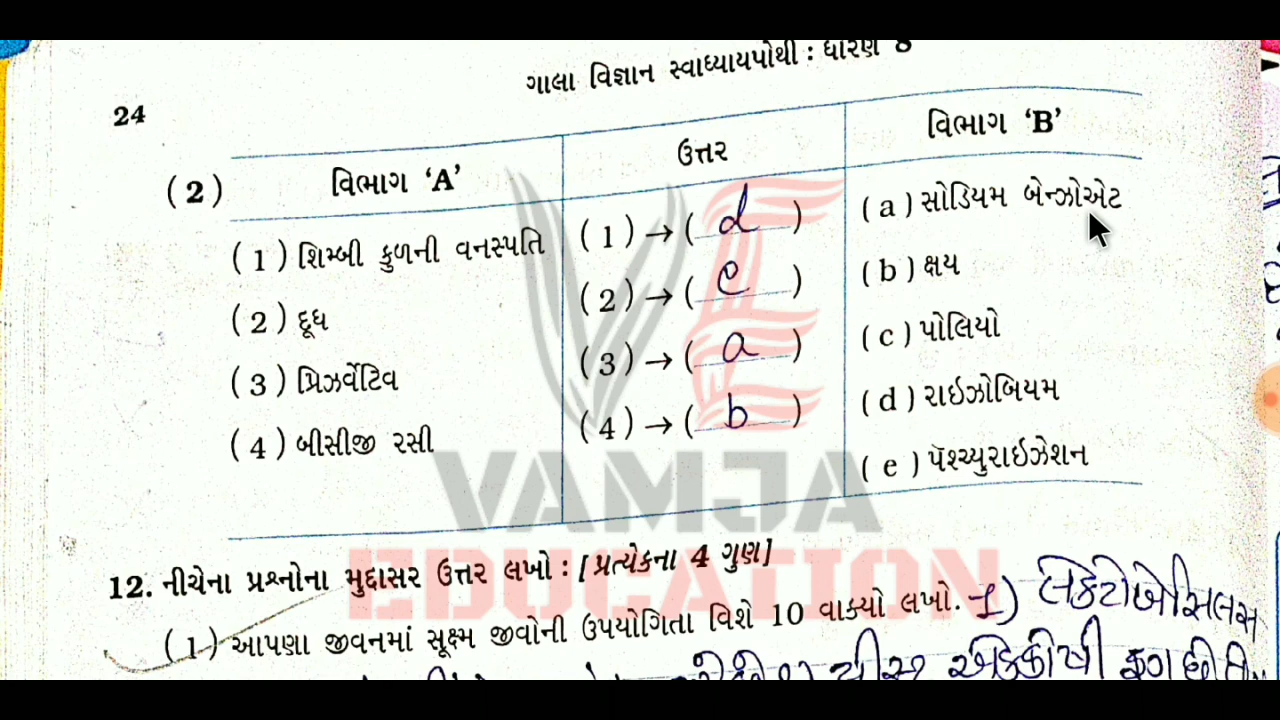 ગાલા વિજ્ઞાન સ્વાધ્યાયપોથી : ધોરણ 8
24
(2) વિભાગ ‘A’ ઉત્તર વિભાગ ‘B’
(1) શિમ્બી કુળની વનસ્પતિ (1) → (d) (a) સોડિયમ બેન્ઝોએટ
(2) દૂધ (2) → (e) (b) ક્ષય
(3) પ્રિઝર્વેટિવ (3) → (a) (c) પોલિયો
(4) બીસીજી રસી (4) → (b) (d) રાઇઝોબિયમ
(e) પૅશ્ચ્યુરાઇઝેશન
VAMJA
EDUCATION
12. નીચેના પ્રશ્નોના મુદ્દાસર ઉત્તર લખો : [પ્રત્યેકના 4 ગુણ]
(1) આપણા જીવનમાં સૂક્ષ્મ જીવોની ઉપયોગિતા વિશે 10 વાક્યો લખો. 1) લેક્ટોબેસિલસ